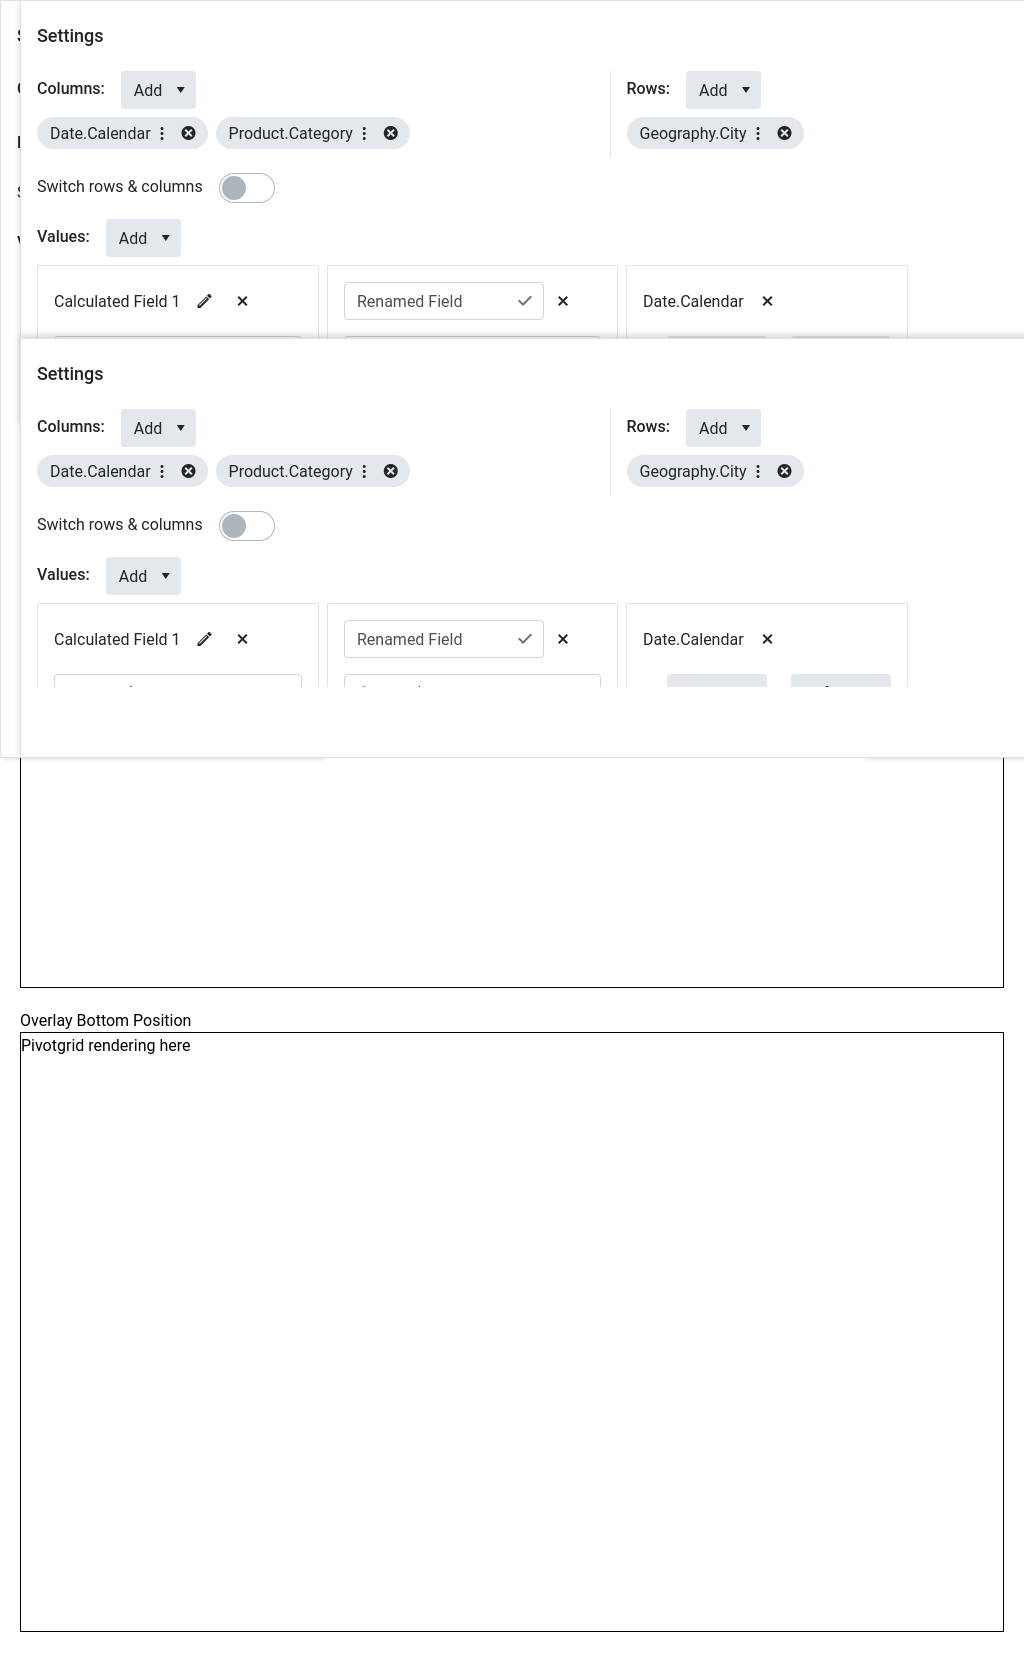 Settings
Columns: Add Rows: Add
Date.Calendar Product.Category Geography.City
Switch rows & columns
Values: Add
Calculated Field 1 Renamed Field Date.Calendar
Settings
Columns: Add Rows: Add
Date.Calendar Product.Category Geography.City
Switch rows & columns
Values: Add
Calculated Field 1 Renamed Field Date.Calendar
Overlay Bottom Position
Pivotgrid rendering here